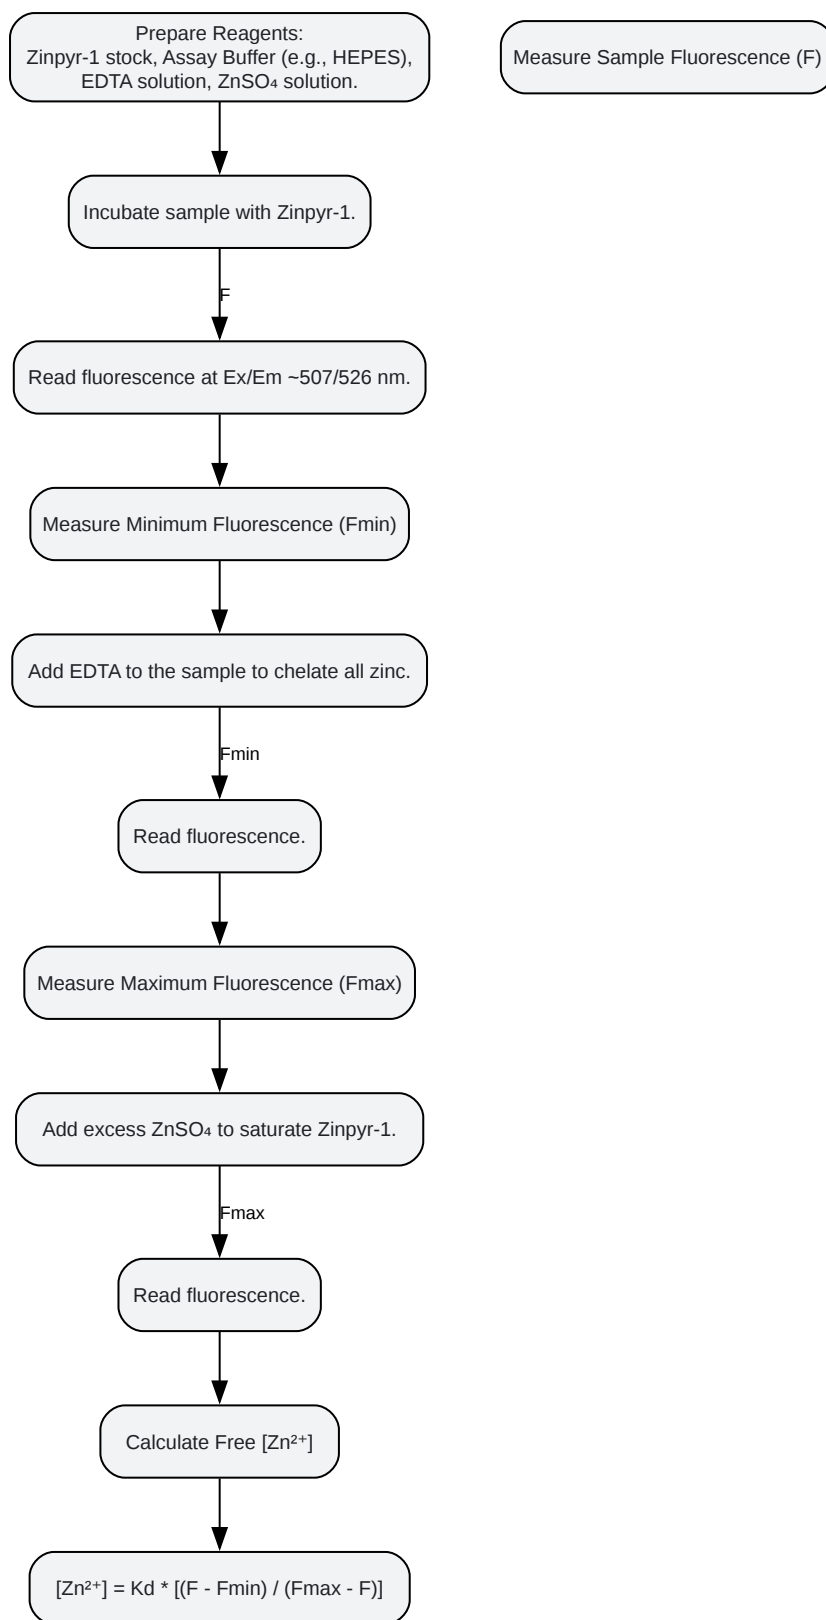 Prepare Reagents:
Zinpyr-1 stock, Assay Buffer (e.g., HEPES),
EDTA solution, ZnSO₄ solution.
Measure Sample Fluorescence (F)
Incubate sample with Zinpyr-1.
F
Read fluorescence at Ex/Em ~507/526 nm.
Measure Minimum Fluorescence (Fmin)
Add EDTA to the sample to chelate all zinc.
Fmin
Read fluorescence.
Measure Maximum Fluorescence (Fmax)
Add excess ZnSO₄ to saturate Zinpyr-1.
Fmax
Read fluorescence.
Calculate Free [Zn²⁺]
[Zn²⁺] = Kd * [(F - Fmin) / (Fmax - F)]